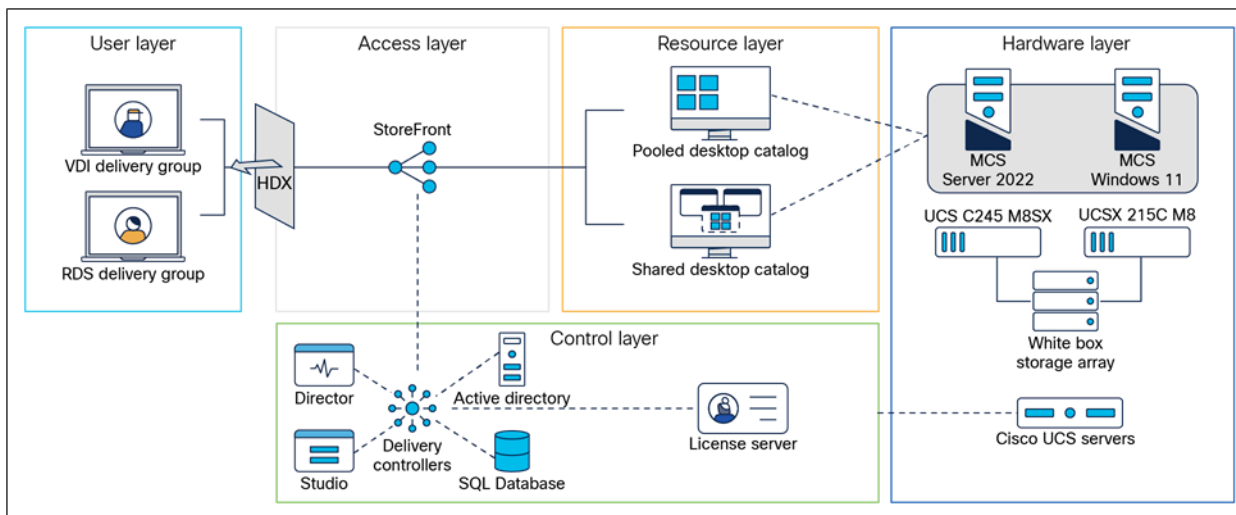 User layer
VDI delivery group
RDS delivery group
HDX
Access layer
StoreFront
Resource layer
Pooled desktop catalog
Shared desktop catalog
Hardware layer
MCS
Server 2022
MCS
Windows 11
UCS C245 M8SX
UCSX 215C M8
White box
storage array
Cisco UCS servers
Control layer
Director
Studio
Delivery
controllers
Active directory
SQL Database
License server